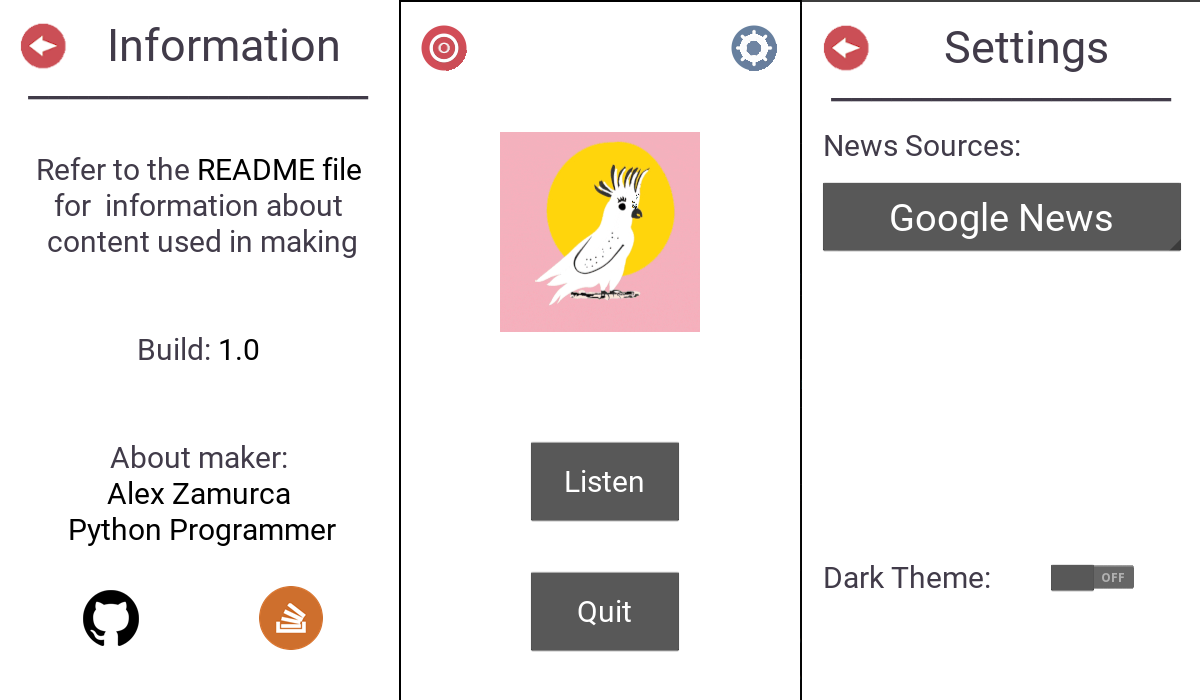 Information
Refer to the README file
for  information about
content used in making
Build: 1.0
About maker:
Alex Zamurca
Python Programmer
Listen
Quit
Settings
News Sources:
Google News
Dark Theme:
OFF